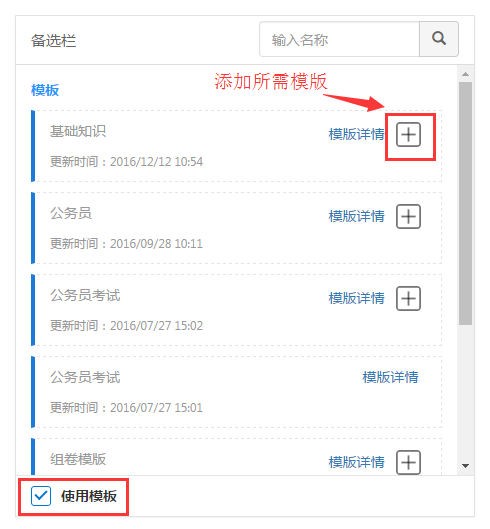 备选栏
输入名称
添加所需模版
模板
基础知识
模版详情
更新时间：2016/12/12 10:54
公务员
模版详情
更新时间：2016/09/28 10:11
公务员考试
模版详情
更新时间：2016/07/27 15:02
公务员考试
模版详情
更新时间：2016/07/27 15:01
组卷模版
模版详情
使用模板